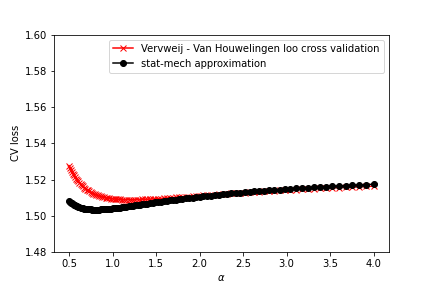 1.60
1.58
1.56
1.54
1.52
1.50
1.48
CV loss
Vervweij - Van Houwelingen loo cross validation
stat-mech approximation
0.5 1.0 1.5 2.0 2.5 3.0 3.5 4.0
α